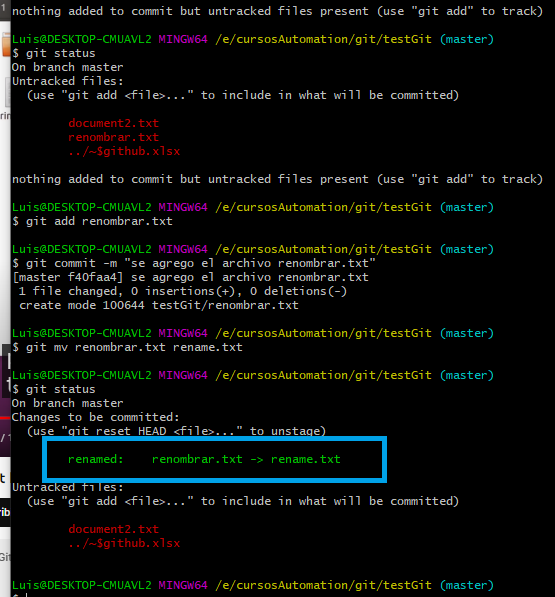 nothing added to commit but untracked files present (use "git add" to track)
Luis@DESKTOP-CMUAVL2 MINGW64 /e/cursosAutomation/git/testGit (master)
$ git status
On branch master
Untracked files:
(use "git add <file>..." to include in what will be committed)
document2.txt
renombrar.txt
../~$github.xlsx
nothing added to commit but untracked files present (use "git add" to track)
Luis@DESKTOP-CMUAVL2 MINGW64 /e/cursosAutomation/git/testGit (master)
$ git add renombrar.txt
Luis@DESKTOP-CMUAVL2 MINGW64 /e/cursosAutomation/git/testGit (master)
$ git commit -m "se agrego el archivo renombrar.txt"
[master f40faa4] se agrego el archivo renombrar.txt
1 file changed, 0 insertions(+), 0 deletions(-)
create mode 100644 testGit/renombrar.txt
Luis@DESKTOP-CMUAVL2 MINGW64 /e/cursosAutomation/git/testGit (master)
$ git mv renombrar.txt rename.txt
Luis@DESKTOP-CMUAVL2 MINGW64 /e/cursosAutomation/git/testGit (master)
$ git status
On branch master
Changes to be committed:
(use "git reset HEAD <file>..." to unstage)
renamed: renombrar.txt -> rename.txt
Untracked files:
(use "git add <file>..." to include in what will be committed)
document2.txt
../~$github.xlsx
Luis@DESKTOP-CMUAVL2 MINGW64 /e/cursosAutomation/git/testGit (master)
$